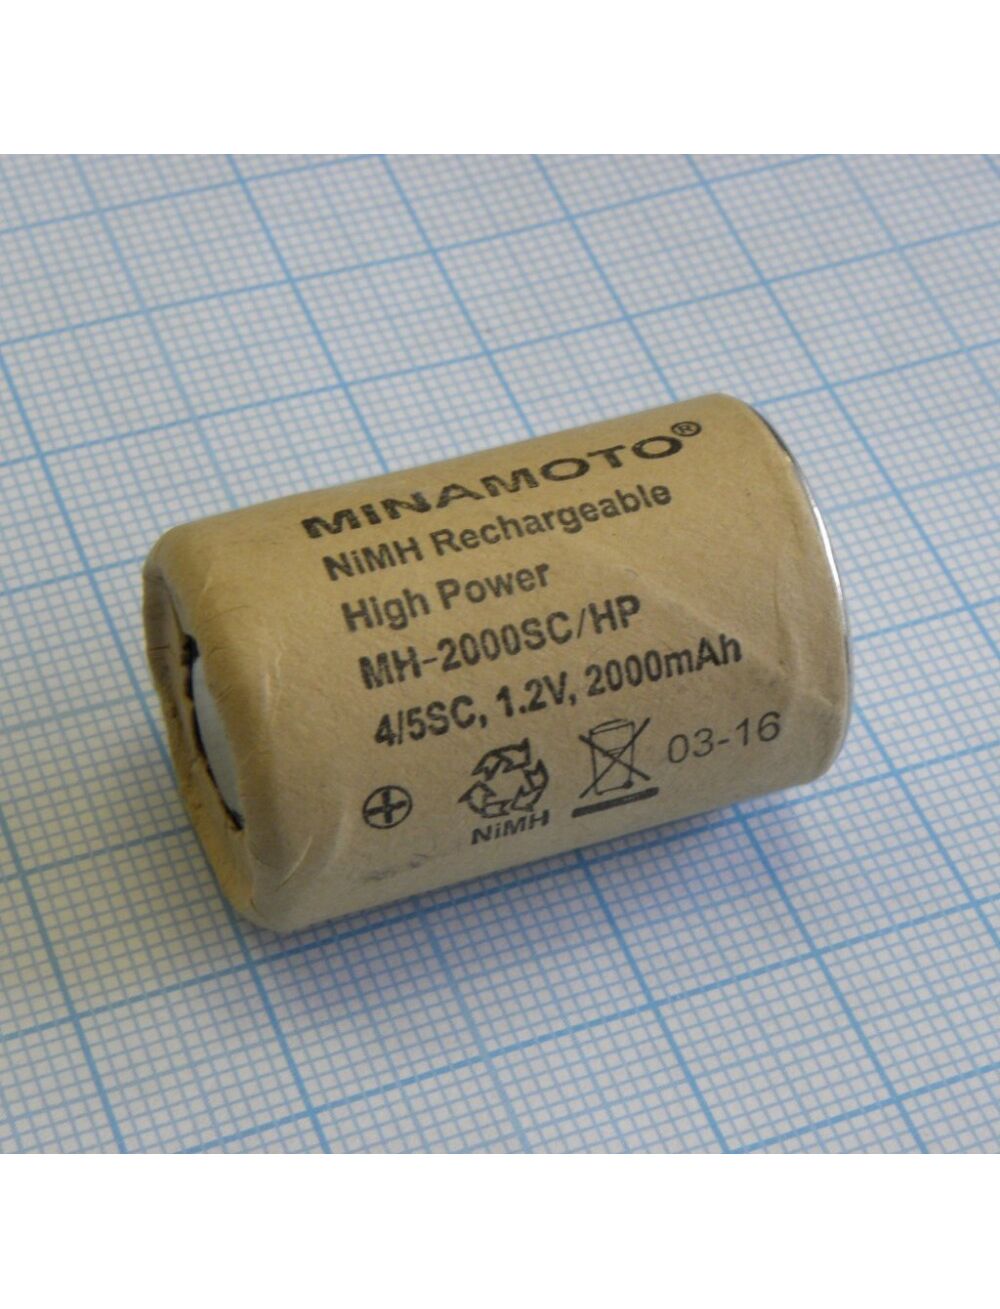 MINAMOTO®
NiMH Rechargeable
High Power
MH-2000SC/HP
4/5SC, 1.2V, 2000mAh
03-16
NiMH